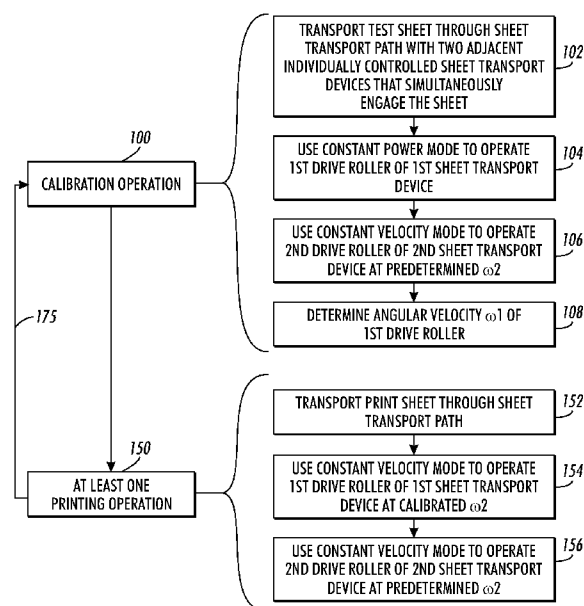 100
CALIBRATION OPERATION
175
150
AT LEAST ONE
PRINTING OPERATION
TRANSPORT TEST SHEET THROUGH SHEET
TRANSPORT PATH WITH TWO ADJACENT
INDIVIDUALLY CONTROLLED SHEET TRANSPORT
DEVICES THAT SIMULTANEOUSLY
ENGAGE THE SHEET
102
USE CONSTANT POWER MODE TO OPERATE
1ST DRIVE ROLLER OF 1ST SHEET TRANSPORT
DEVICE
104
USE CONSTANT VELOCITY MODE TO OPERATE
2ND DRIVE ROLLER OF 2ND SHEET TRANSPORT
DEVICE AT PREDETERMINED ω2
106
DETERMINE ANGULAR VELOCITY ω1 OF
1ST DRIVE ROLLER
108
TRANSPORT PRINT SHEET THROUGH SHEET
TRANSPORT PATH
152
USE CONSTANT VELOCITY MODE TO OPERATE
1ST DRIVE ROLLER OF 1ST SHEET TRANSPORT
DEVICE AT CALIBRATED ω2
154
USE CONSTANT VELOCITY MODE TO OPERATE
2ND DRIVE ROLLER OF 2ND SHEET TRANSPORT
DEVICE AT PREDETERMINED ω2
156